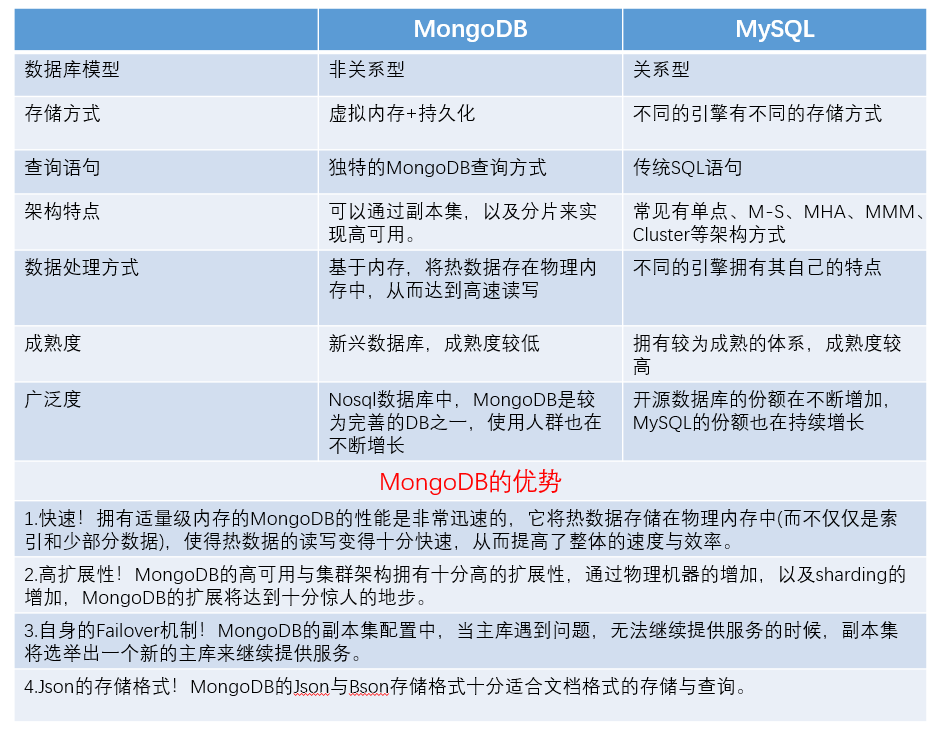 MongoDB MySQL
数据库模型 非关系型 关系型
存储方式 虚拟内存+持久化 不同的引擎有不同的存储方式
查询语句 独特的MongoDB查询方式 传统SQL语句
架构特点 可以通过副本集，以及分片来实 常见有单点、M-S、MHA、MMM、
现高可用。 Cluster等架构方式
数据处理方式 基于内存，将热数据存在物理内 不同的引擎拥有其自己的特点
存中，从而达到高速读写
成熟度 新兴数据库，成熟度较低 拥有较为成熟的体系，成熟度较
高
广泛度 Nosql数据库中，MongoDB是较 开源数据库的份额在不断增加，
为完善的DB之一，使用人群也在 MySQL的份额也在持续增长
不断增长
MongoDB的优势
1.快速！拥有适量级内存的MongoDB的性能是非常迅速的，它将热数据存储在物理内存中(而不仅仅是索
引和少部分数据)，使得热数据的读写变得十分快速，从而提高了整体的速度与效率。
2.高扩展性！MongoDB的高可用与集群架构拥有十分高的扩展性，通过物理机器的增加，以及sharding的
增加，MongoDB的扩展将达到十分惊人的地步。
3.自身的Failover机制！MongoDB的副本集配置中，当主库遇到问题，无法继续提供服务的时候，副本集
将选举出一个新的主库来继续提供服务。
4.Json的存储格式！MongoDB的Json与Bson存储格式十分适合文档格式的存储与查询。